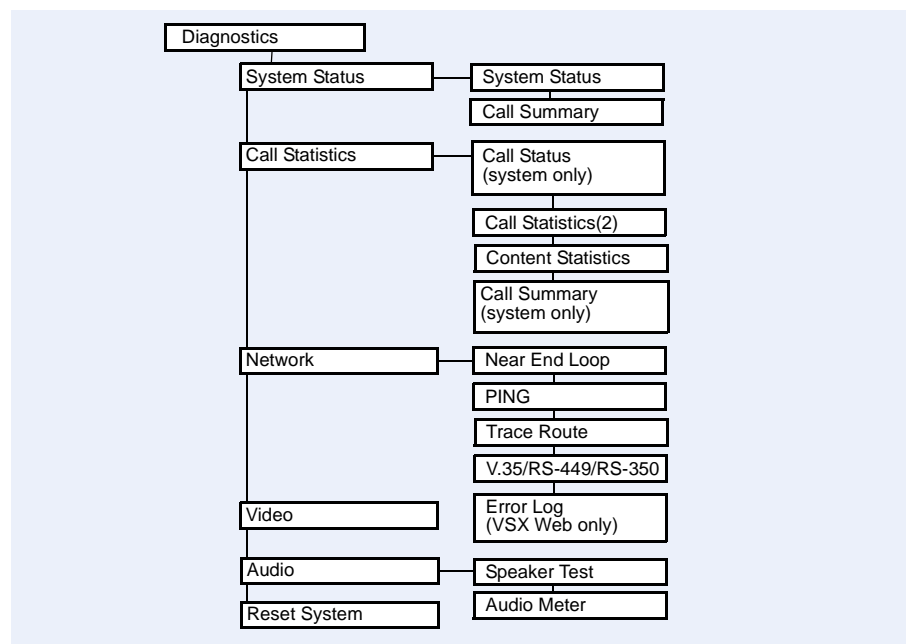 Diagnostics
System Status
System Status
Call Summary
Call Statistics
Call Status
(system only)
Call Statistics(2)
Content Statistics
Call Summary
(system only)
Network
Near End Loop
PING
Trace Route
V.35/RS-449/RS-350
Error Log
(VSX Web only)
Video
Audio
Speaker Test
Audio Meter
Reset System